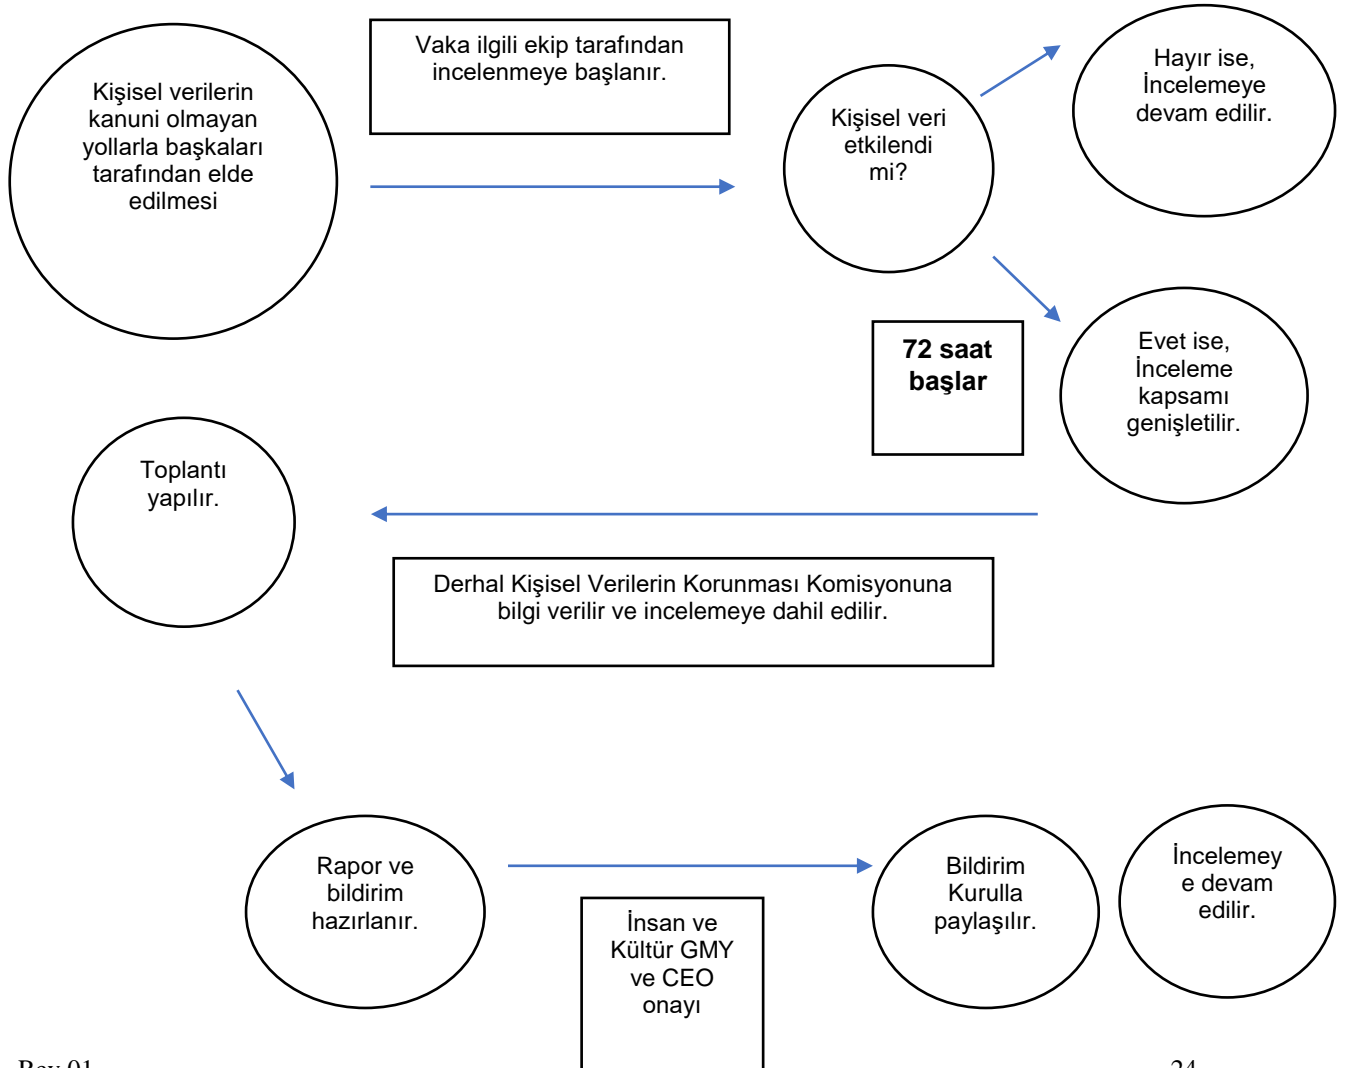 Kişisel verilerin
kanuni olmayan
yollarla başkaları
tarafından elde
edilmesi
Vaka ilgili ekip tarafından
incelenmeye başlanır.
Kişisel veri
etkilendi
mi?
Hayır ise,
İncelemeye
devam edilir.
72 saat
başlar
Evet ise,
İnceleme
kapsamı
genişletilir.
Toplantı
yapılır.
Derhal Kişisel Verilerin Korunması Komisyonuna
bilgi verilir ve incelemeye dahil edilir.
Rapor ve
bildirim
hazırlanır.
İnsan ve
Kültür GMY
ve CEO
onayı
Bildirim
Kurulla
paylaşılır.
İncelemey
e devam
edilir.
Rev.01
24